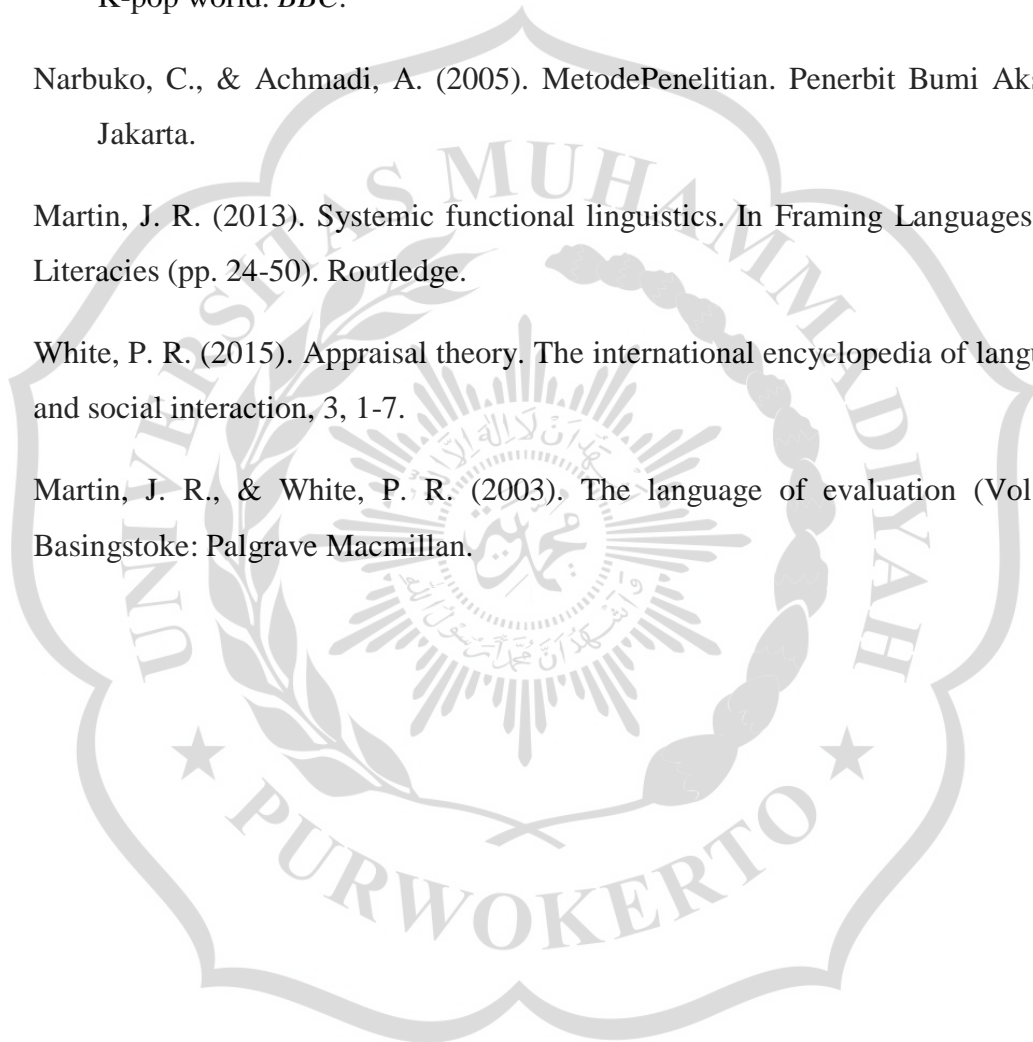 K-pop world. BBC.
Narbuko, C., & Achmadi, A. (2005). MetodePenelitian. Penerbit Bumi Aks
Jakarta.
Martin, J. R. (2013). Systemic functional linguistics. In Framing Languages
Literacies (pp. 24-50). Routledge.
White, P. R. (2015). Appraisal theory. The international encyclopedia of langu
and social interaction, 3, 1-7.
Martin, J. R., & White, P. R. (2003). The language of evaluation (Vol
Basingstoke: Palgrave Macmillan.
UNIVERSITAS MUHAMMADIYAH
PURWOKERTO